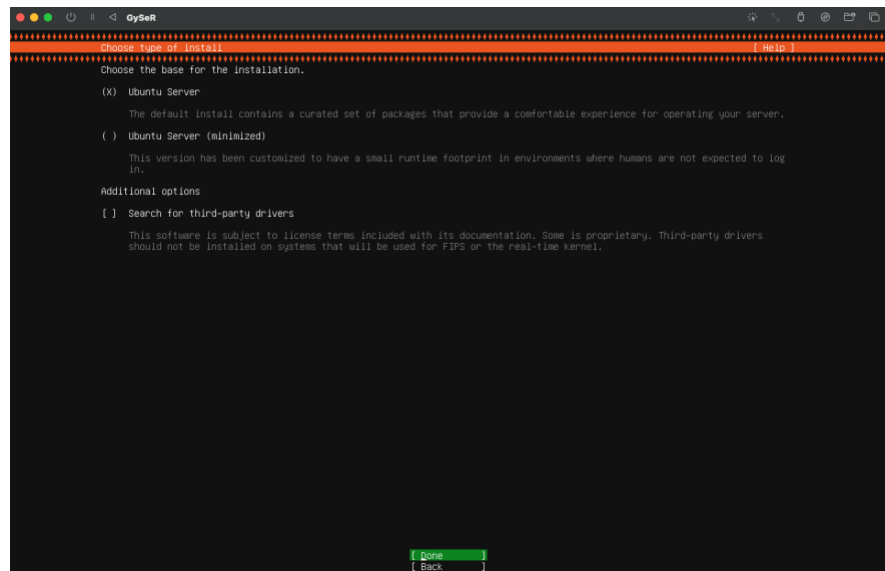 GySeR
Choose type of install [ Help ]
Choose the base for the installation.
(X) Ubuntu Server
The default install contains a curated set of packages that provide a comfortable experience for operating your server.
( ) Ubuntu Server (minimized)
This version has been customized to have a small runtime footprint in environments where humans are not expected to log
in.
Additional options
[ ] Search for third-party drivers
This software is subject to license terms included with its documentation. Some is proprietary. Third-party drivers
should not be installed on systems that will be used for FIPS or the real-time kernel.
[ Done ]
[ Back ]